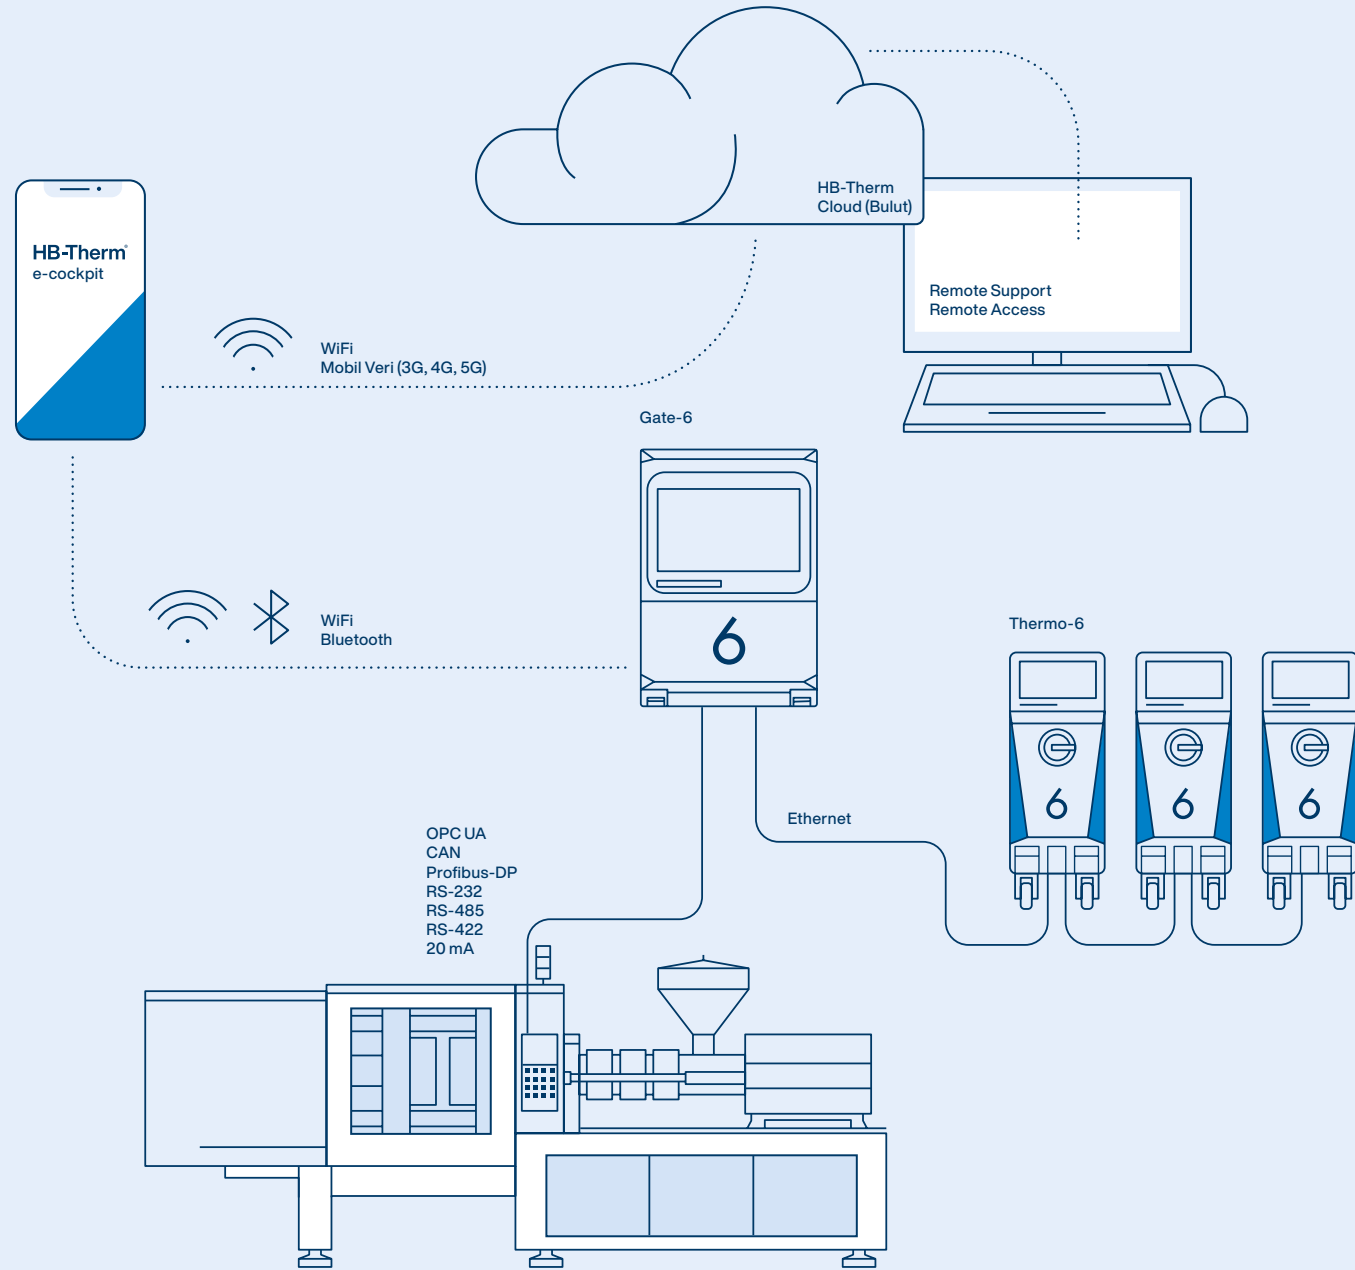 HB-Therm
Cloud (Bulut)
HB-Therm®
e-cockpit
Remote Support
Remote Access
WiFi
Mobil Veri (3G, 4G, 5G)
Gate-6
6
WiFi
Bluetooth
Thermo-6
6
6
6
Ethernet
OPC UA
CAN
Profibus-DP
RS-232
RS-485
RS-422
20 mA